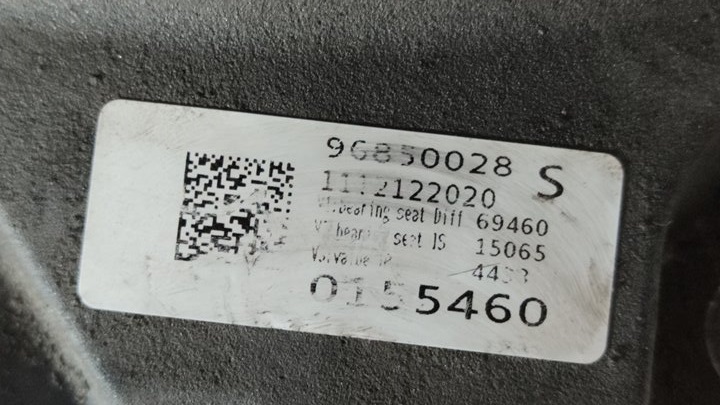 96850028 S
1112122020
bearing seat Diff 69460
seat IS 15065
0155460